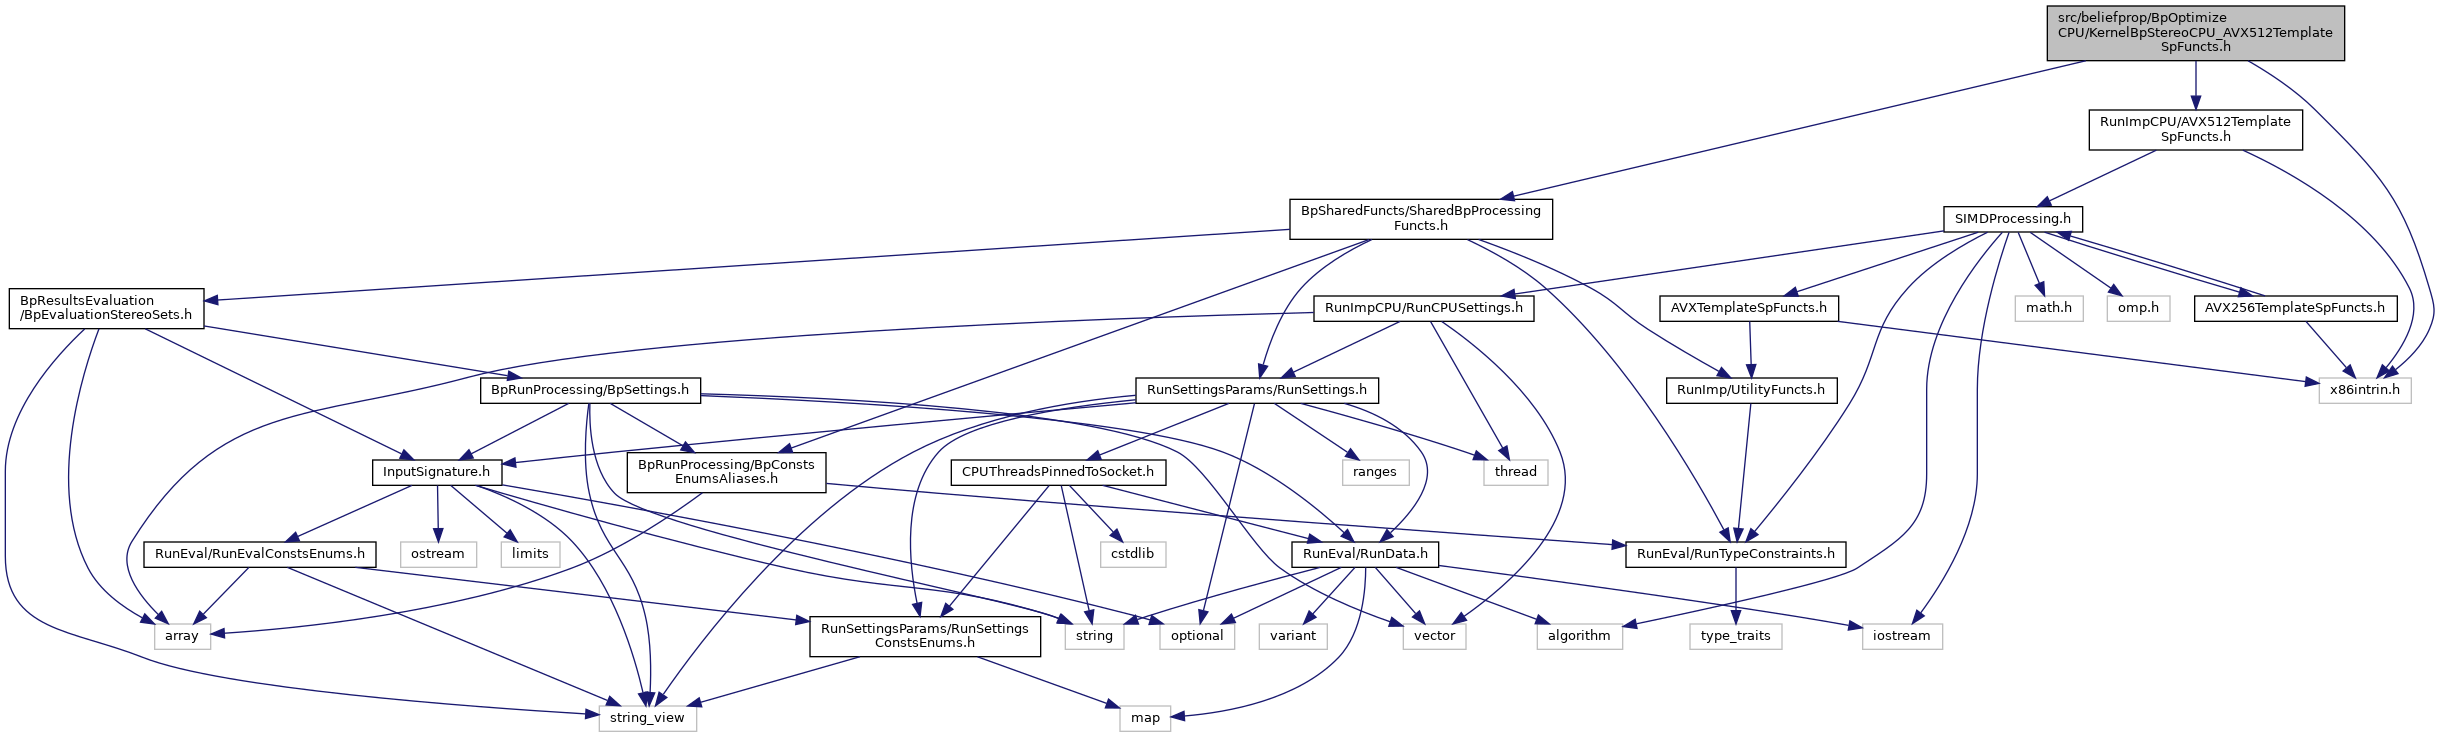 src/beliefprop/BpOptimize
CPU/KernelBpStereoCPU_AVX512Template
SpFuncts.h
RunImpCPU/AVX512Template
SpFuncts.h
BpSharedFuncts/SharedBpProcessing
Functs.h
SIMDProcessing.h
BpResultsEvaluation
/BpEvaluationStereoSets.h
RunImpCPU/RunCPUSettings.h
AVXTemplateSpFuncts.h
math.h
omp.h
AVX256TemplateSpFuncts.h
BpRunProcessing/BpSettings.h
RunSettingsParams/RunSettings.h
RunImp/UtilityFuncts.h
x86intrin.h
InputSignature.h
BpRunProcessing/BpConsts
EnumsAliases.h
CPUThreadsPinnedToSocket.h
ranges
thread
RunEval/RunEvalConstsEnums.h
ostream
limits
cstdlib
RunEval/RunData.h
RunEval/RunTypeConstraints.h
array
RunSettingsParams/RunSettings
ConstsEnums.h
string
optional
variant
vector
algorithm
type_traits
iostream
string_view
map